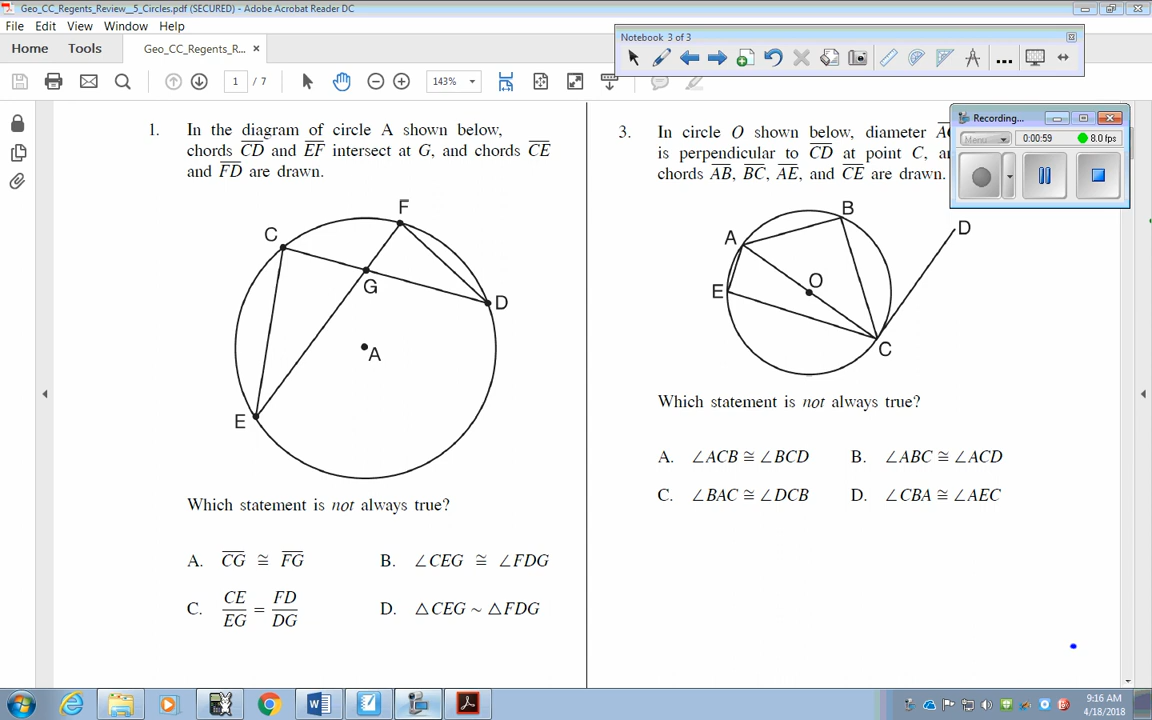 Geo_CC_Regents_Review__5_Circles.pdf (SECURED) - Adobe Acrobat Reader DC
File Edit View Window Help
Notebook 3 of 3
Home Tools Geo_CC_Regents_R... ×
1 / 7 143%
Recording...
Menu 0:00:59 8.0 fps
1. In the diagram of circle A shown below,
chords CD and EF intersect at G, and chords CE
and FD are drawn.
F
C
G
D
A
E
Which statement is not always true?
A. CG ≅ FG B. ∠CEG ≅ ∠FDG
C. CE/EG = FD/DG D. △CEG ~ △FDG
3. In circle O shown below, diameter
is perpendicular to CD at point C,
chords AB, BC, AE, and CE are drawn.
B
D
A
O
E
C
Which statement is not always true?
A. ∠ACB ≅ ∠BCD B. ∠ABC ≅ ∠ACD
C. ∠BAC ≅ ∠DCB D. ∠CBA ≅ ∠AEC
9:16 AM
4/18/2018